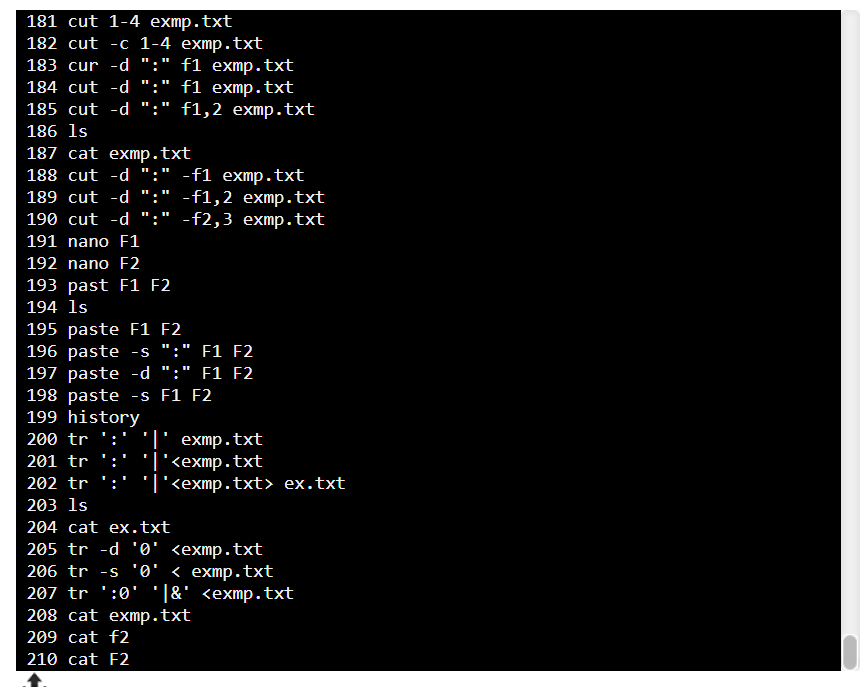 181 cut 1-4 exmp.txt
182 cut -c 1-4 exmp.txt
183 cur -d ":" f1 exmp.txt
184 cut -d ":" f1 exmp.txt
185 cut -d ":" f1,2 exmp.txt
186 ls
187 cat exmp.txt
188 cut -d ":" -f1 exmp.txt
189 cut -d ":" -f1,2 exmp.txt
190 cut -d ":" -f2,3 exmp.txt
191 nano F1
192 nano F2
193 past F1 F2
194 ls
195 paste F1 F2
196 paste -s ":" F1 F2
197 paste -d ":" F1 F2
198 paste -s F1 F2
199 history
200 tr ':' '|' exmp.txt
201 tr ':' '|'<exmp.txt
202 tr ':' '|'<exmp.txt> ex.txt
203 ls
204 cat ex.txt
205 tr -d '0' <exmp.txt
206 tr -s '0' < exmp.txt
207 tr ':0' '|&' <exmp.txt
208 cat exmp.txt
209 cat f2
210 cat F2